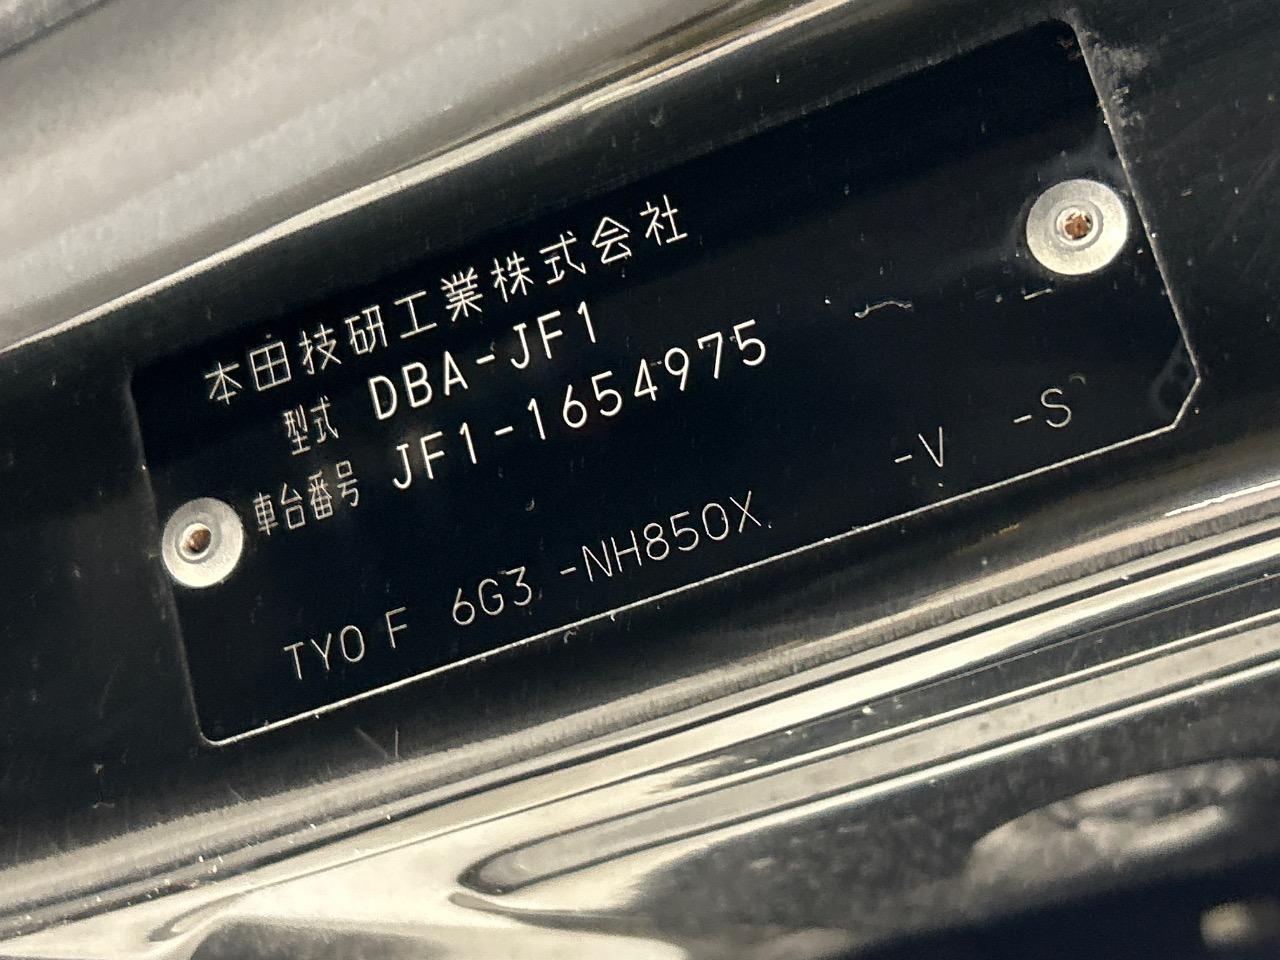 本田技研工業株式会社
型式 DBA-JF1
車台番号 JF1-1654975
TYO F 6G3 -NH850X -V -S